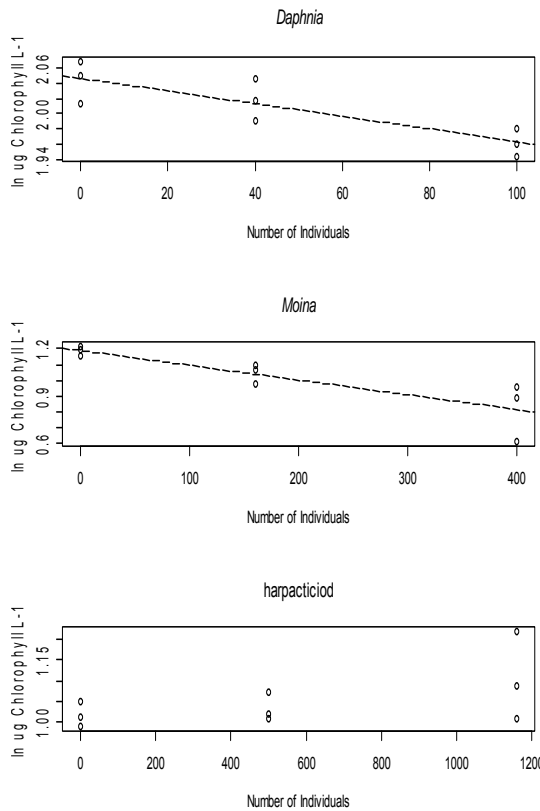 Daphnia
ln ug Chlorophyll L-1
2.06
2.00
1.94
0 20 40 60 80 100
Number of Individuals
Moina
ln ug Chlorophyll L-1
1.2
0.9
0.6
0 100 200 300 400
Number of Individuals
harpacticiod
ln ug Chlorophyll L-1
1.15
1.00
0 200 400 600 800 1000 1200
Number of Individuals